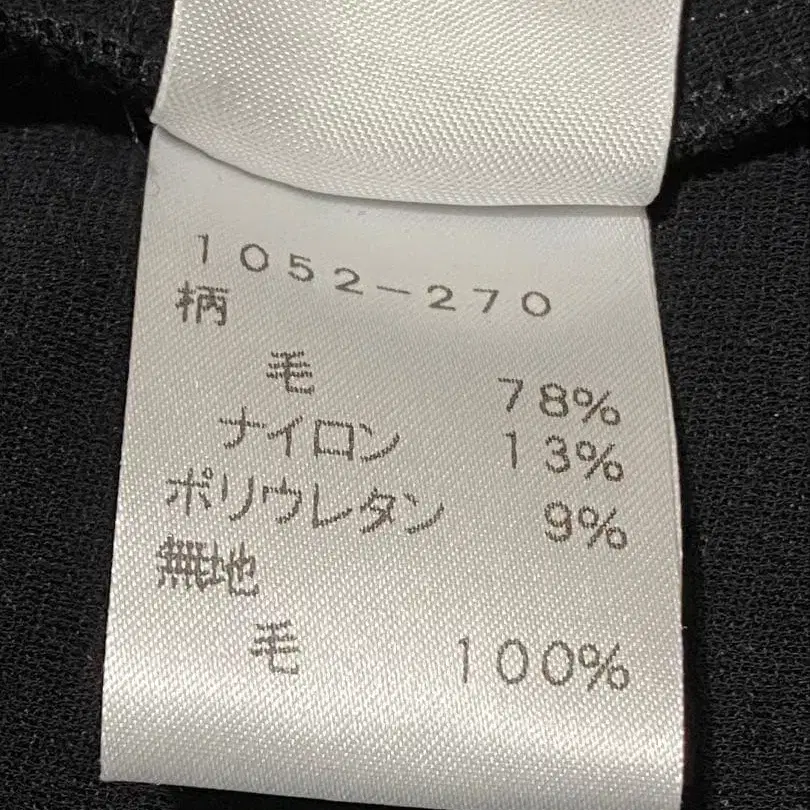 1052-270
柄
毛 78%
ナイロン 13%
ポリウレタン 9%
無地
毛 100%